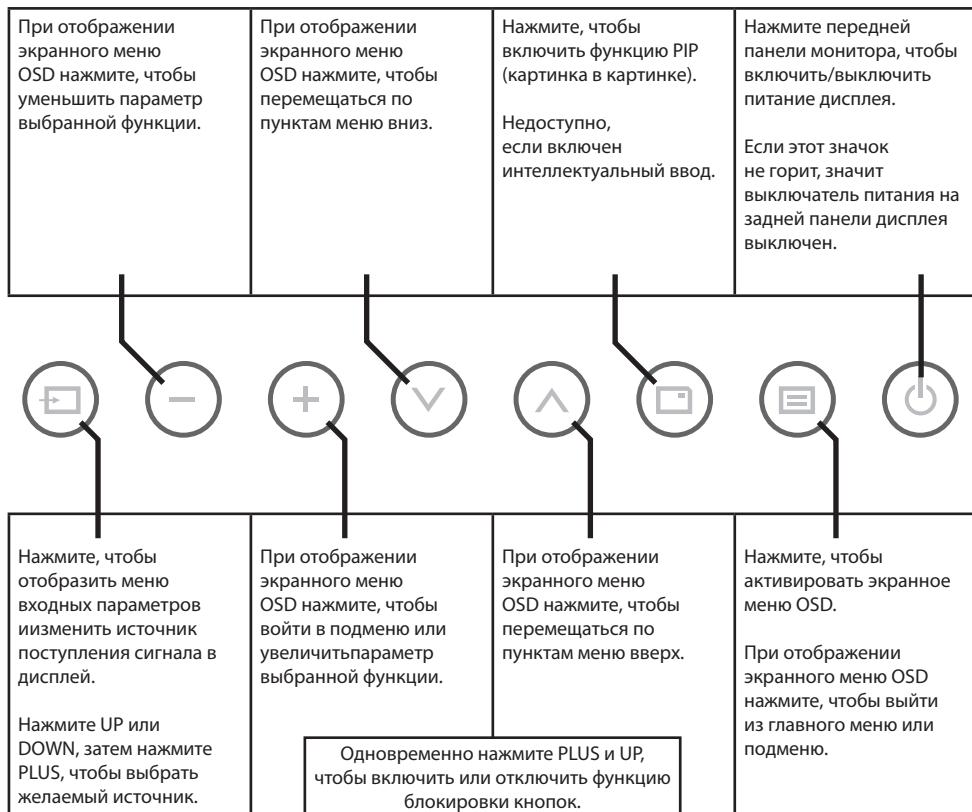 При отображении
экранного меню
OSD нажмите, чтобы
уменьшить параметр
выбранной функции.
При отображении
экранного меню
OSD нажмите, чтобы
перемещаться по
пунктам меню вниз.
Нажмите, чтобы
включить функцию PIP
(картинка в картинке).
Недоступно,
если включен
интеллектуальный ввод.
Нажмите передней
панели монитора, чтобы
включить/выключить
питание дисплея.
Если этот значок
не горит, значит
выключатель питания на
задней панели дисплея
выключен.
Нажмите, чтобы
отобразить меню
входных параметров
иизменить источник
поступления сигнала в
дисплей.
Нажмите UP или
DOWN, затем нажмите
PLUS, чтобы выбрать
желаемый источник.
При отображении
экранного меню
OSD нажмите, чтобы
войти в подменю или
увеличитьпараметр
выбранной функции.
При отображении
экранного меню
OSD нажмите, чтобы
перемещаться по
пунктам меню вверх.
Одновременно нажмите PLUS и UP,
чтобы включить или отключить функцию
блокировки кнопок.
Нажмите, чтобы
активировать экранное
меню OSD.
При отображении
экранного меню OSD
нажмите, чтобы выйти
из главного меню или
подменю.